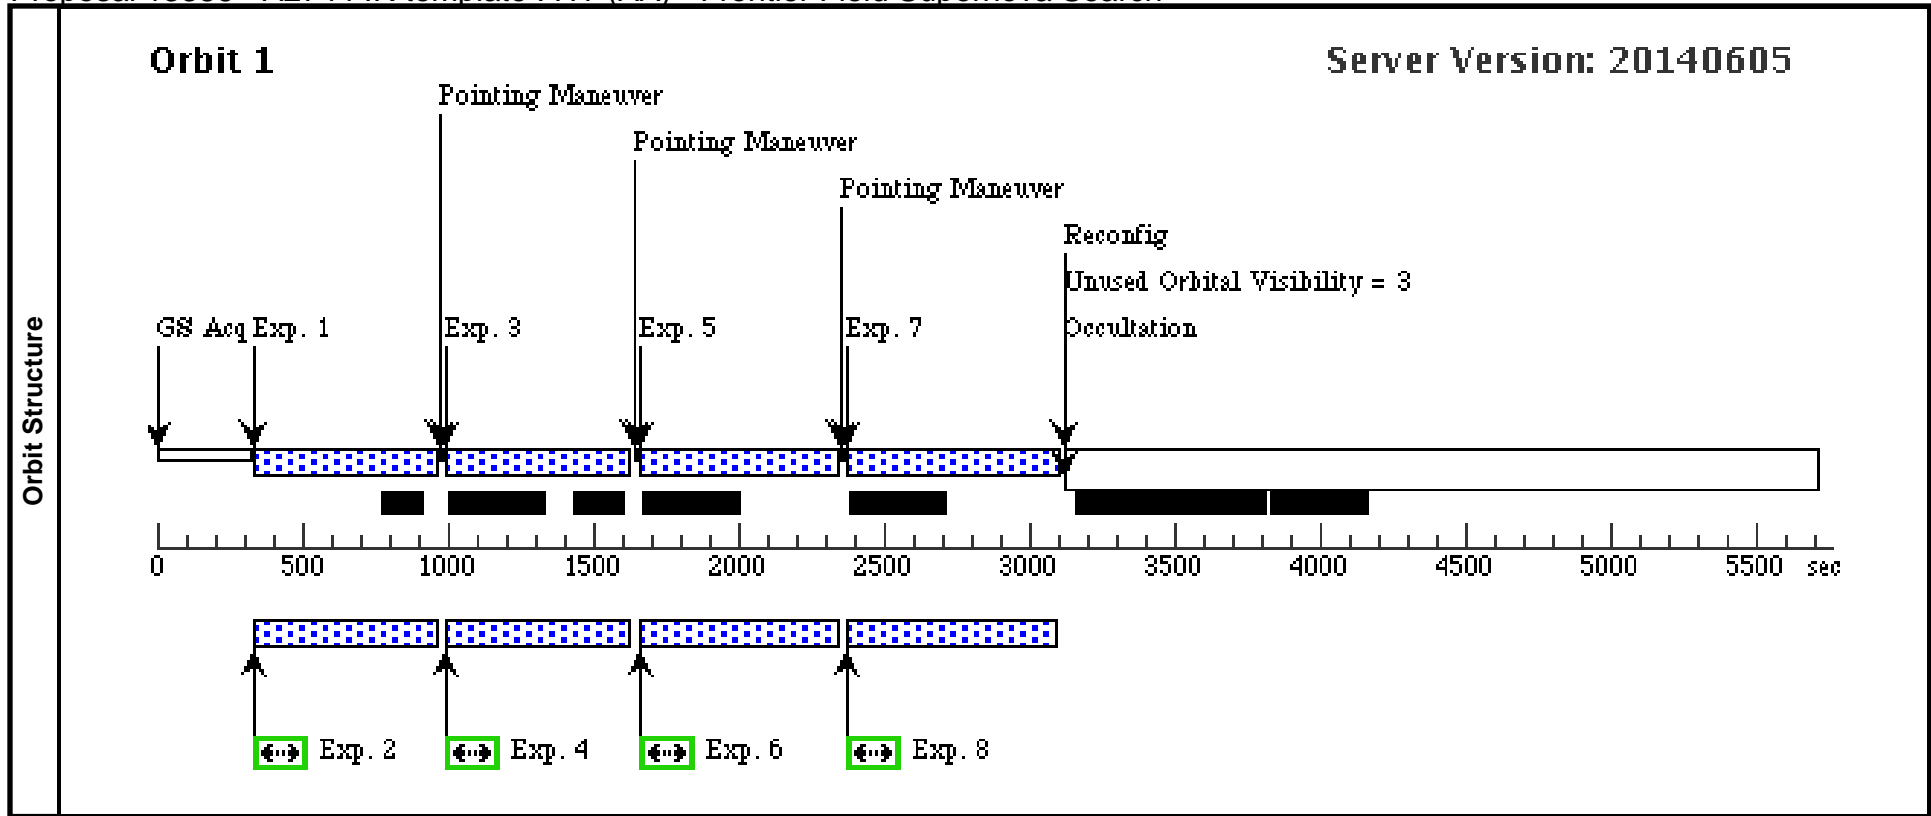 Orbit 1
Server Version: 20140605
Pointing Maneuver
Pointing Maneuver
Pointing Maneuver
Reconfig
Unused Orbital Visibility = 3
GS Acq Exp. 1 Exp. 3 Exp. 5 Exp. 7 Occultation
Orbit Structure
0 500 1000 1500 2000 2500 3000 3500 4000 4500 5000 5500 sec
Exp. 2 Exp. 4 Exp. 6 Exp. 8